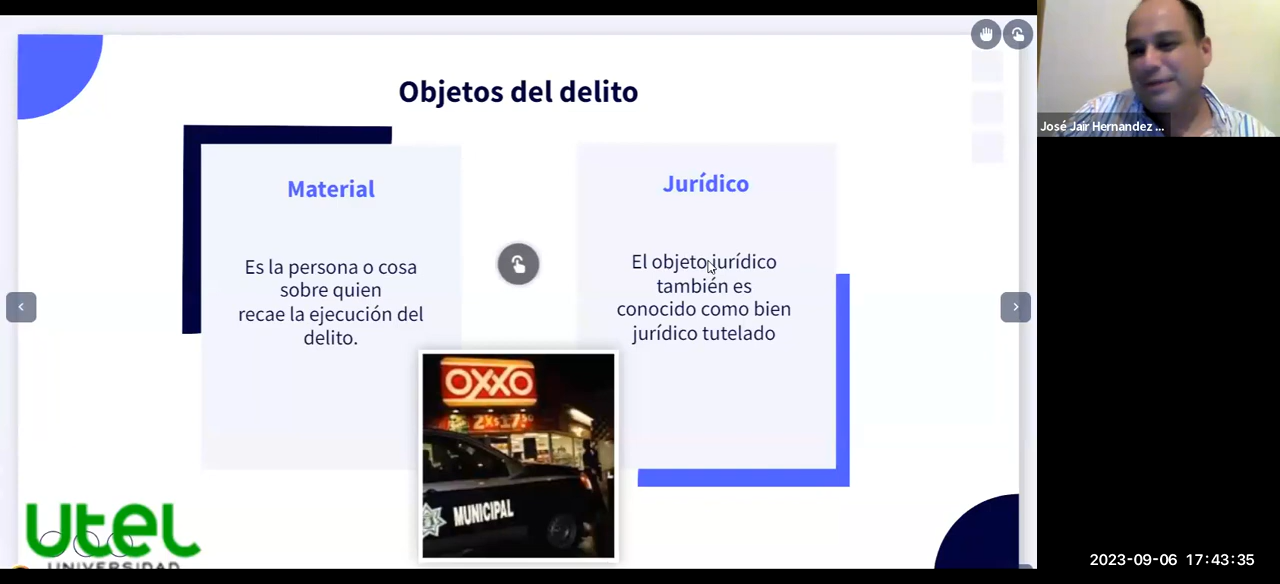 Objetos del delito
Material
Es la persona o cosa
sobre quien
recae la ejecución del
delito.
Jurídico
El objeto jurídico
también es
conocido como bien
jurídico tutelado
OXXO
MUNICIPAL
utel
UNIVERSIDAD
José Jair Hernandez ...
2023-09-06 17:43:35